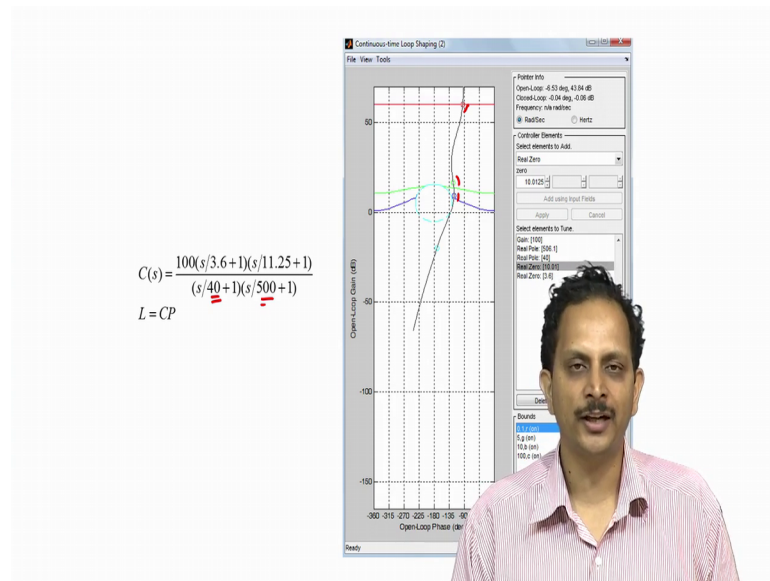 Continuous-time Loop Shaping (2)
File View Tools
Pointer Info
Open-Loop: -6.53 deg, 43.84 dB
Closed-Loop: -0.04 deg, -0.06 dB
Frequency: n/a rad/sec
Rad/Sec Hertz
Controller Elements
Select elements to Add.
Real Zero
zero
10.0125
Add using Input Fields
Apply Cancel
Select elements to Tune.
Gain: [100]
Real Pole: [506.1]
Real Pole: [40]
Real Zero: [10.01]
Real Zero: [3.6]
Bounds
0.1,r (on)
5,g (on)
10,b (on)
100,c (on)
50
0
-50
-100
-150
Open-Loop Gain (dB)
-360 -315 -270 -225 -180 -135 -90
Open-Loop Phase
Ready
C(s) = 100(s/3.6+1)(s/11.25+1)
(s/40+1)(s/500+1)
L = CP